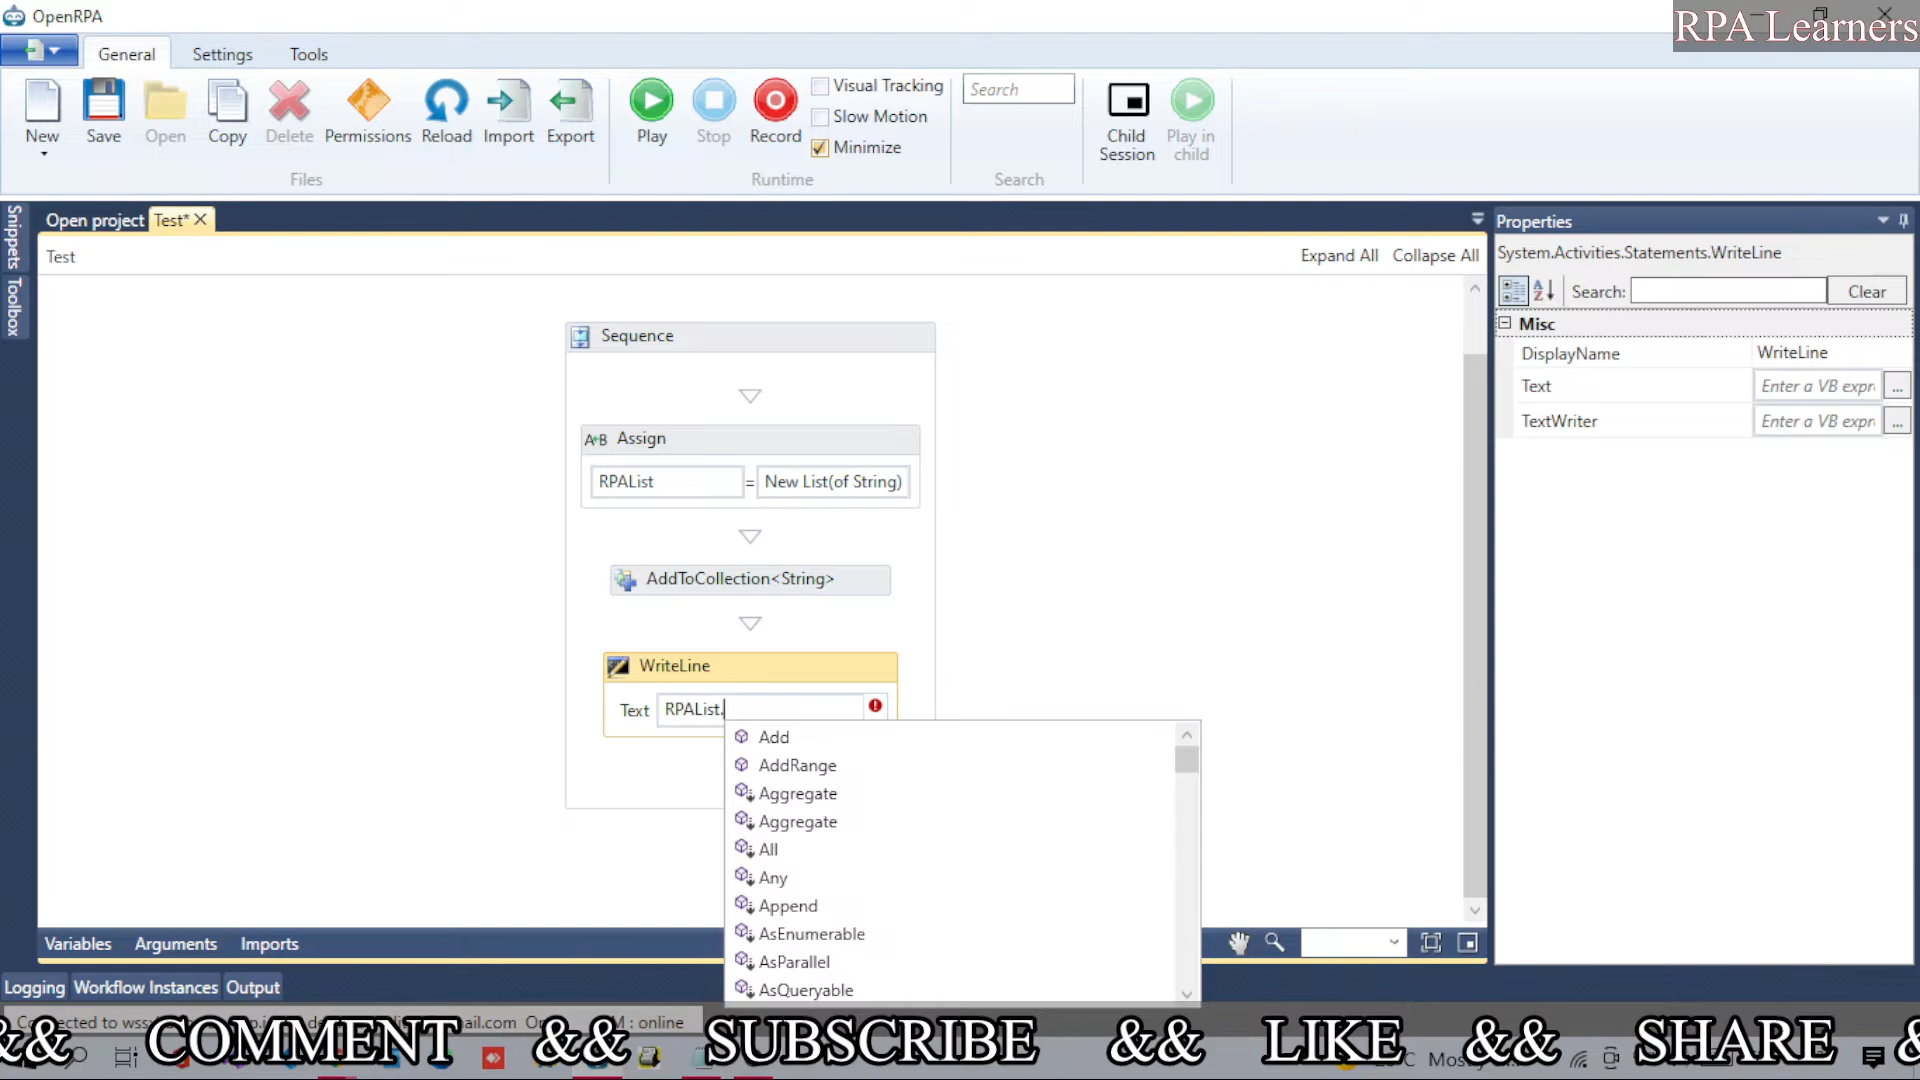 OpenRPA
RPA Learners
General Settings Tools
New Save Open Copy Delete Permissions Reload Import Export
Files
Play Stop Record
Visual Tracking
Slow Motion
Minimize
Runtime
Search
Search
Child Session
Play in child
Snippets
Toolbox
Open project Test*
Test
Expand All Collapse All
Sequence
A+B Assign
RPAList = New List(of String)
AddToCollection<String>
WriteLine
Text RPAList.
Add
AddRange
Aggregate
Aggregate
All
Any
Append
AsEnumerable
AsParallel
AsQueryable
Properties
System.Activities.Statements.WriteLine
Search: Clear
Misc
DisplayName WriteLine
Text Enter a VB expr ...
TextWriter Enter a VB expr ...
Variables Arguments Imports
Logging Workflow Instances Output
: online
&& COMMENT && SUBSCRIBE && LIKE && SHARE &